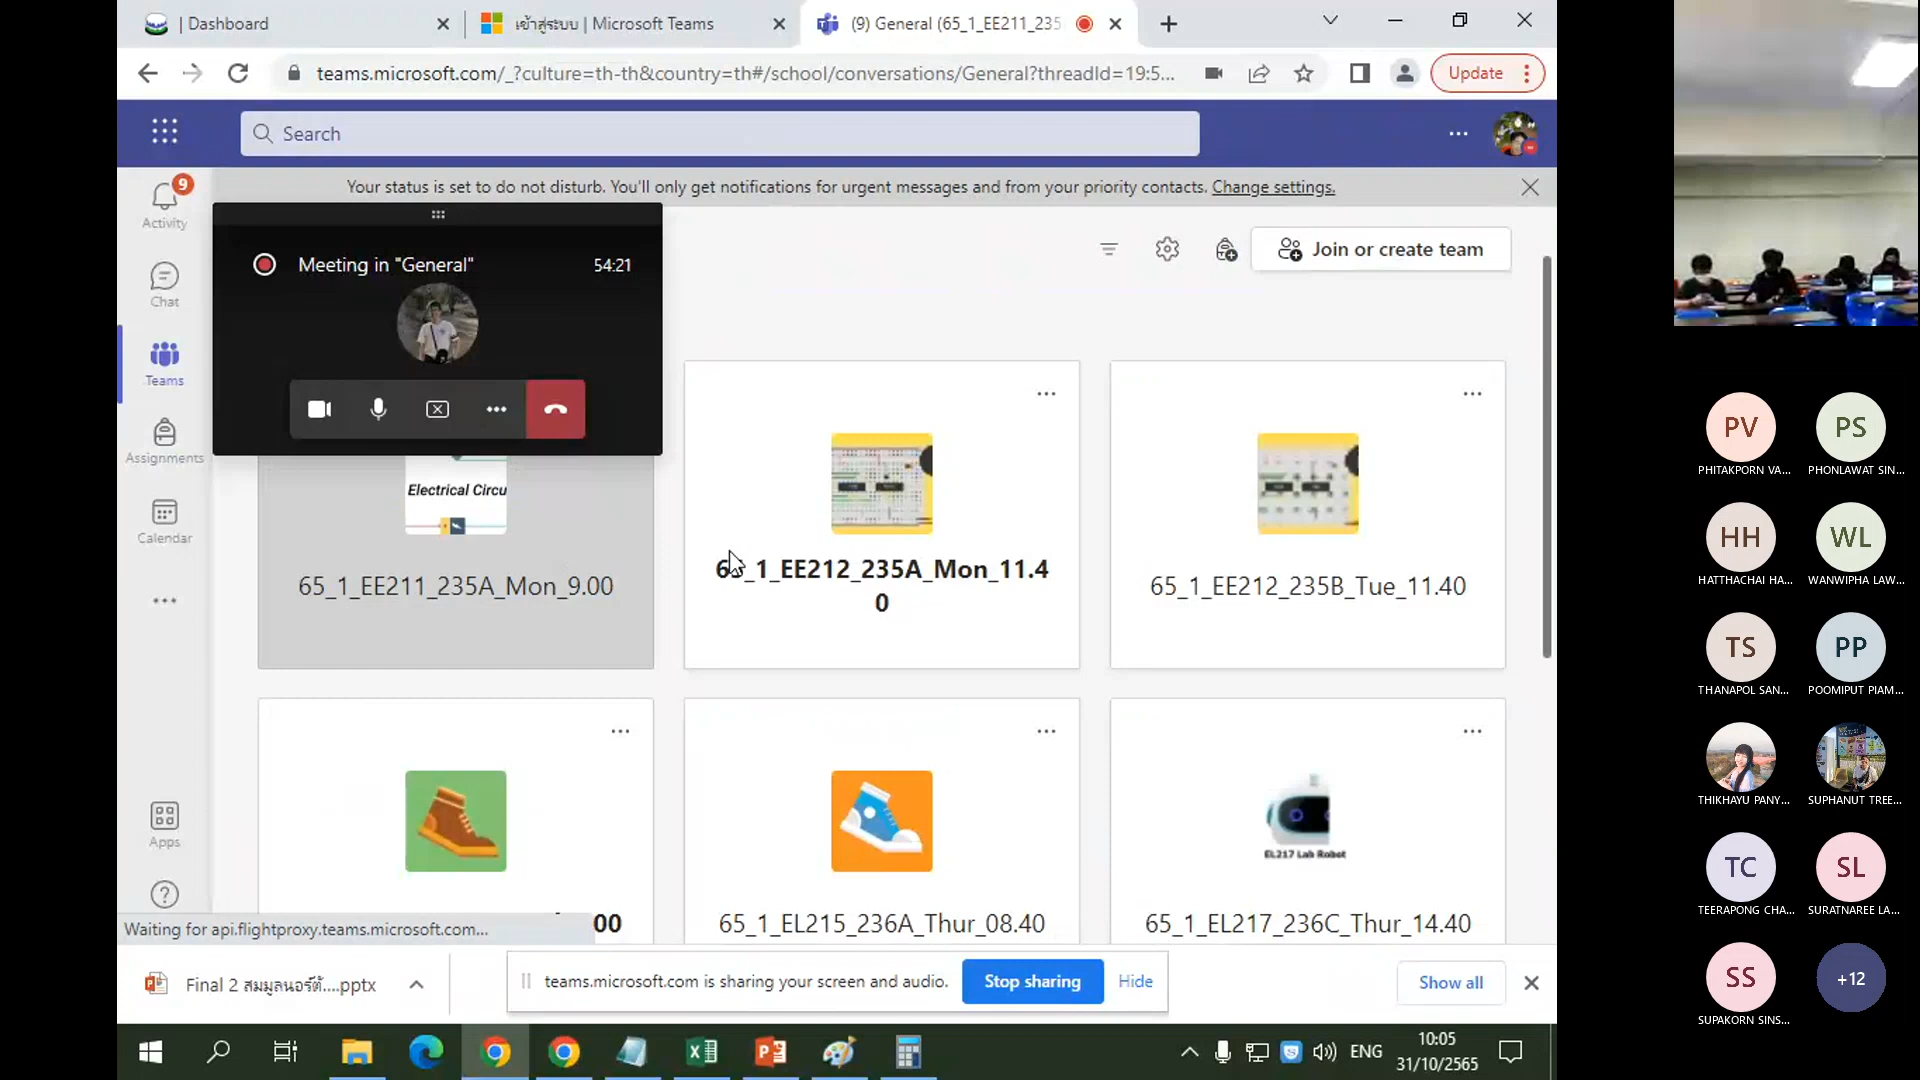 | Dashboard
เข้าสู่ระบบ | Microsoft Teams
(9) General (65_1_EE211_235
teams.microsoft.com/_?culture=th-th&country=th#/school/conversations/General?threadId=19:5...
Update
Search
Your status is set to do not disturb. You'll only get notifications for urgent messages and from your priority contacts. Change settings.
9
Activity
Chat
Teams
Assignments
Calendar
Apps
Meeting in "General"
54:21
Join or create team
Electrical Circu
65_1_EE211_235A_Mon_9.00
65_1_EE212_235A_Mon_11.4
0
65_1_EE212_235B_Tue_11.40
00
65_1_EL215_236A_Thur_08.40
EL217 Lab Robot
65_1_EL217_236C_Thur_14.40
Waiting for api.flightproxy.teams.microsoft.com...
Final 2 สมมูลนอร์ตั....pptx
teams.microsoft.com is sharing your screen and audio.
Stop sharing
Hide
Show all
ENG
10:05
31/10/2565
PV
PHITAKPORN VA...
PS
PHONLAWAT SIN...
HH
HATTHACHAI HA...
WL
WANWIPHA LAW...
TS
THANAPOL SAN...
PP
POOMIPUT PIAM...
THIKHAYU PANY...
SUPHANUT TREE...
TC
TEERAPONG CHA...
SL
SURATNAREE LA...
SS
SUPAKORN SINS...
+12